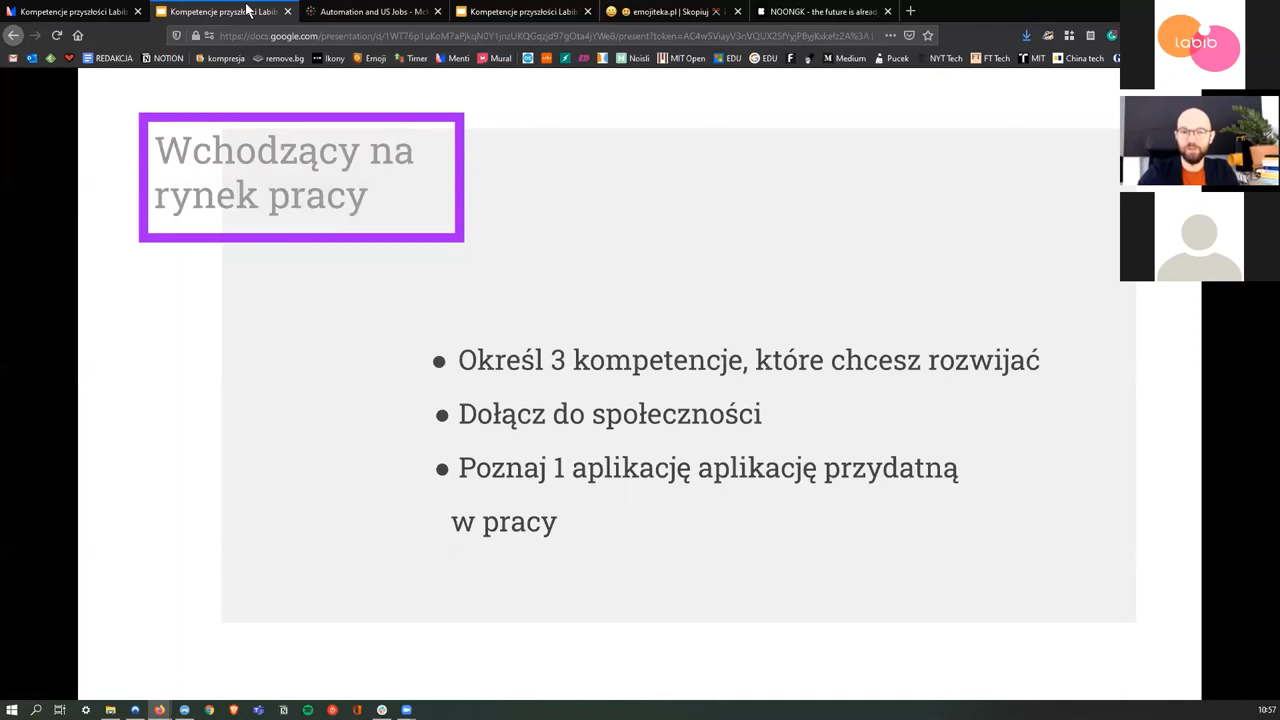 Kompetencje przyszłości Labib
Kompetencje przyszłości Labib
Automation and US Jobs - McK
Kompetencje przyszłości Labib
emojiteka.pl | Skopiuj
NOONGK - the future is alread
REDAKCJA
NOTION
kompresja
remove.bg
Ikony
Emoji
Timer
Menti
Mural
Noisli
MIT Open
EDU
EDU
Medium
Pucek
NYT Tech
FT Tech
MIT
China tech
labib
Wchodzący na
rynek pracy
● Określ 3 kompetencje, które chcesz rozwijać
● Dołącz do społeczności
● Poznaj 1 aplikację aplikację przydatną
w pracy
10:57